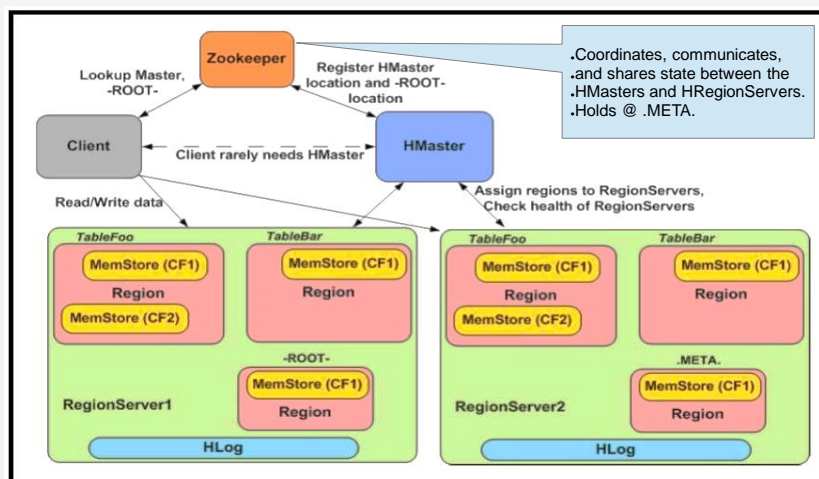 Zookeeper
•Coordinates, communicates,
•and shares state between the
•HMasters and HRegionServers.
•Holds @ .META.
Lookup Master,
-ROOT-
Register HMaster
location and -ROOT-
location
Client
Client rarely needs HMaster
HMaster
Read/Write data
Assign regions to RegionServers,
Check health of RegionServers
TableFoo
MemStore (CF1)
Region
MemStore (CF2)
TableBar
MemStore (CF1)
Region
-ROOT-
MemStore (CF1)
Region
RegionServer1
HLog
TableFoo
MemStore (CF1)
Region
MemStore (CF2)
TableBar
MemStore (CF1)
Region
.META.
MemStore (CF1)
Region
RegionServer2
HLog